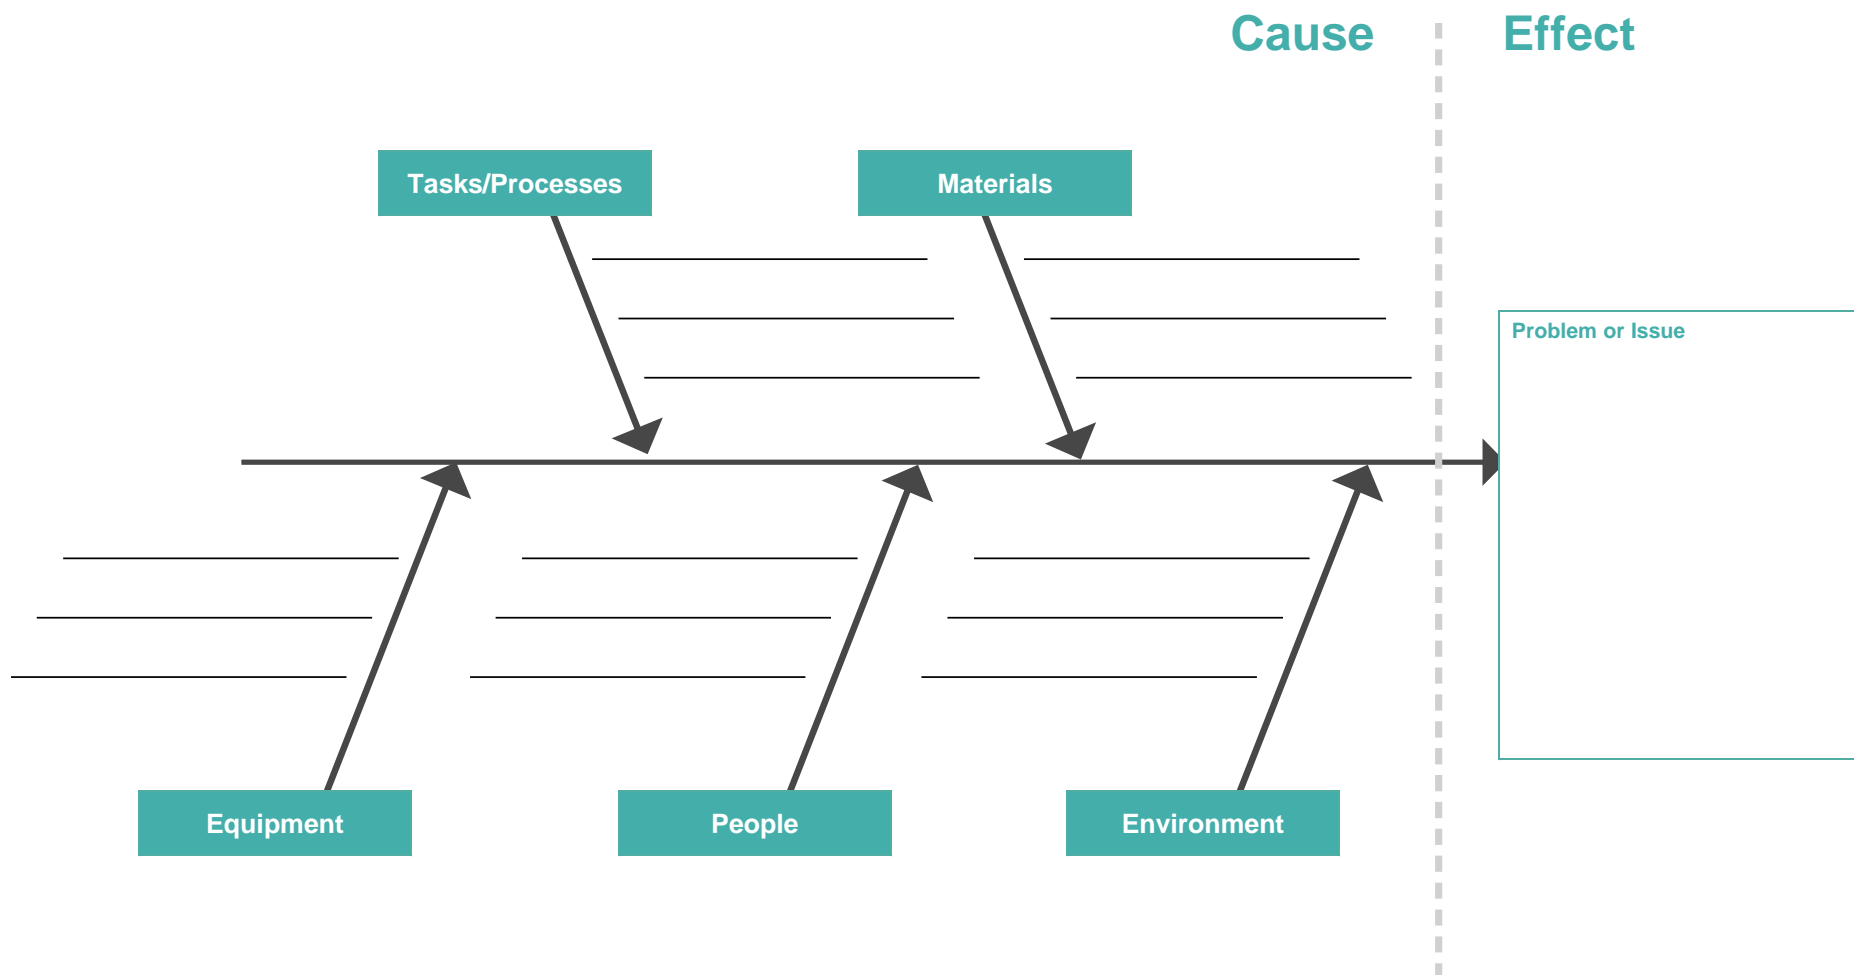 Cause
Effect
Tasks/Processes
Materials
Problem or Issue
Equipment
People
Environment